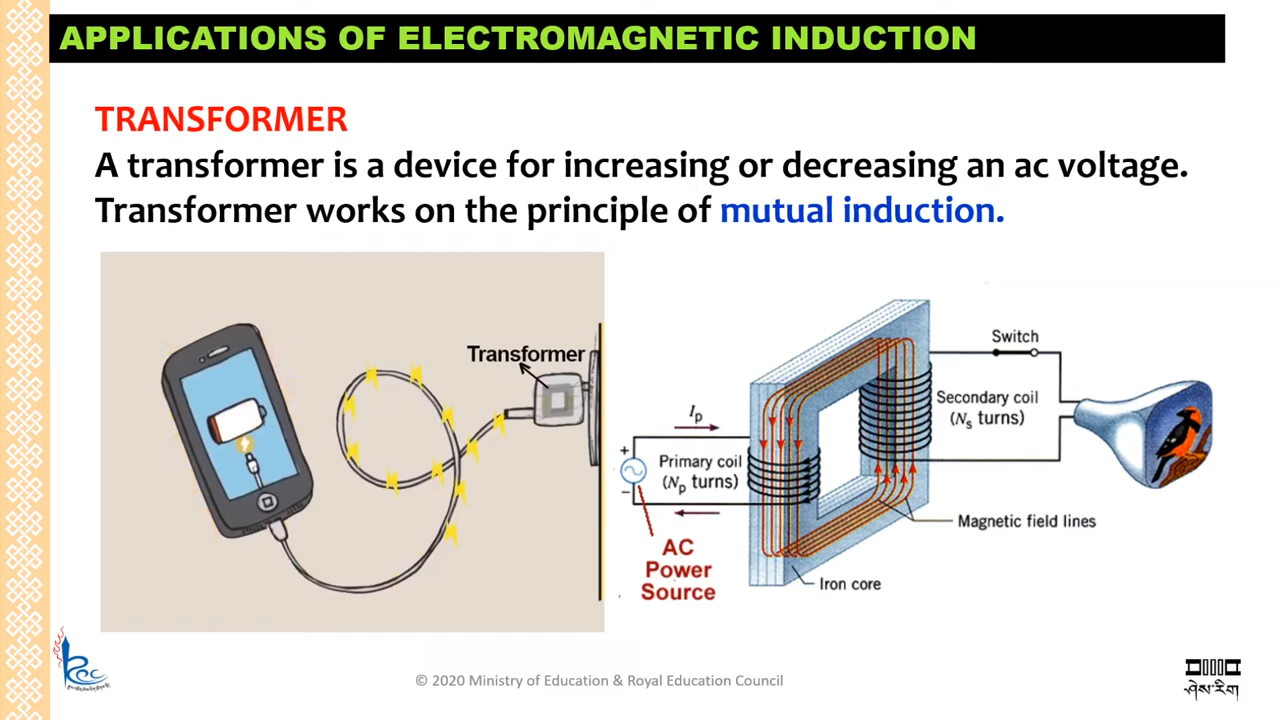 APPLICATIONS OF ELECTROMAGNETIC INDUCTION
TRANSFORMER
A transformer is a device for increasing or decreasing an ac voltage.
Transformer works on the principle of mutual induction.
Transformer
Switch
Secondary coil
(Ns turns)
Ip
+
Primary coil
(Np turns)
−
AC
Power
Source
Magnetic field lines
Iron core
© 2020 Ministry of Education & Royal Education Council
ཤེས་རིག